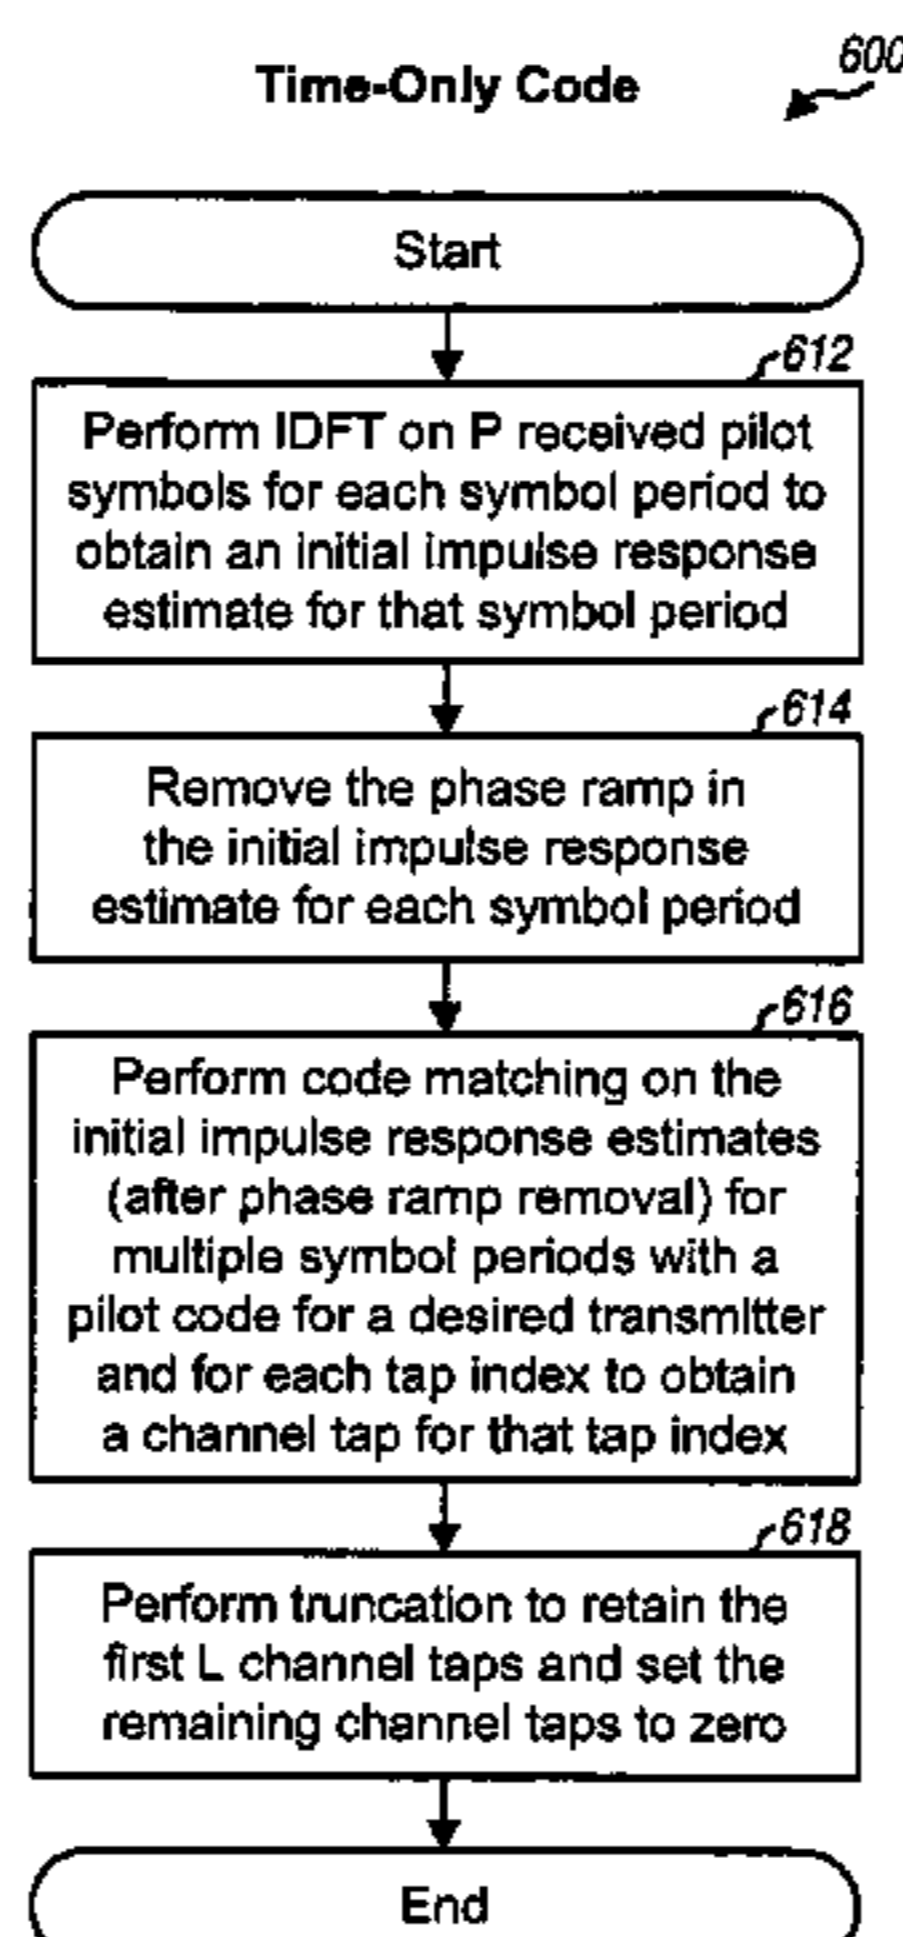 600
Time-Only Code
Start
612
Perform IDFT on P received pilot
symbols for each symbol period to
obtain an initial impulse response
estimate for that symbol period
614
Remove the phase ramp in
the initial impulse response
estimate for each symbol period
616
Perform code matching on the
initial impulse response estimates
(after phase ramp removal) for
multiple symbol periods with a
pilot code for a desired transmitter
and for each tap index to obtain
a channel tap for that tap index
618
Perform truncation to retain the
first L channel taps and set the
remaining channel taps to zero
End